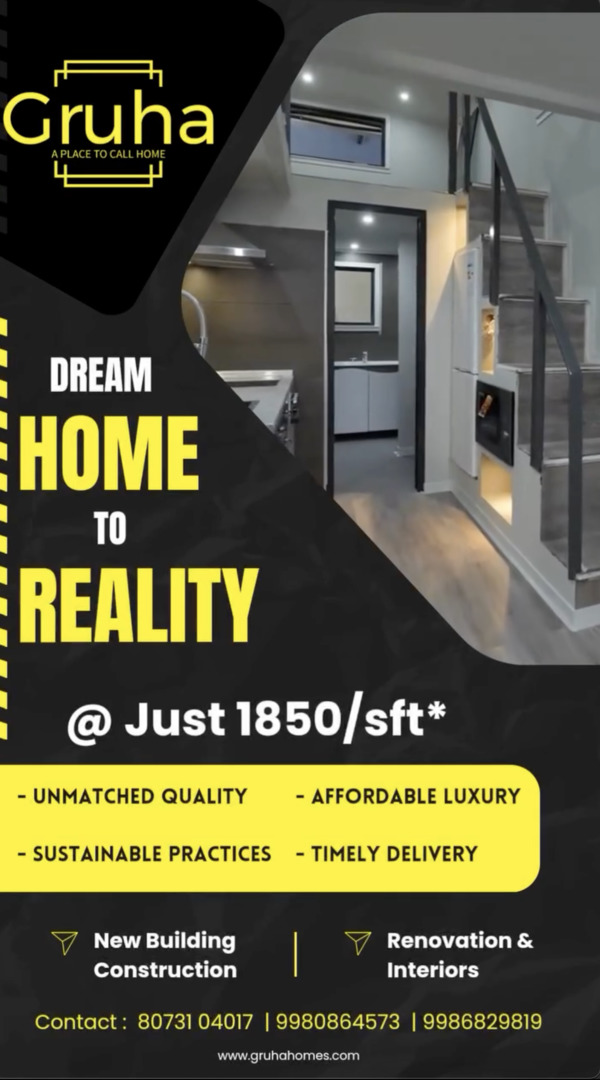 Gruha
A PLACE TO CALL HOME
DREAM
HOME
TO
REALITY
@ Just 1850/sft*
- UNMATCHED QUALITY
- AFFORDABLE LUXURY
- SUSTAINABLE PRACTICES
- TIMELY DELIVERY
New Building
Construction
Renovation &
Interiors
Contact : 80731 04017 | 9980864573 | 9986829819
www.gruhahomes.com